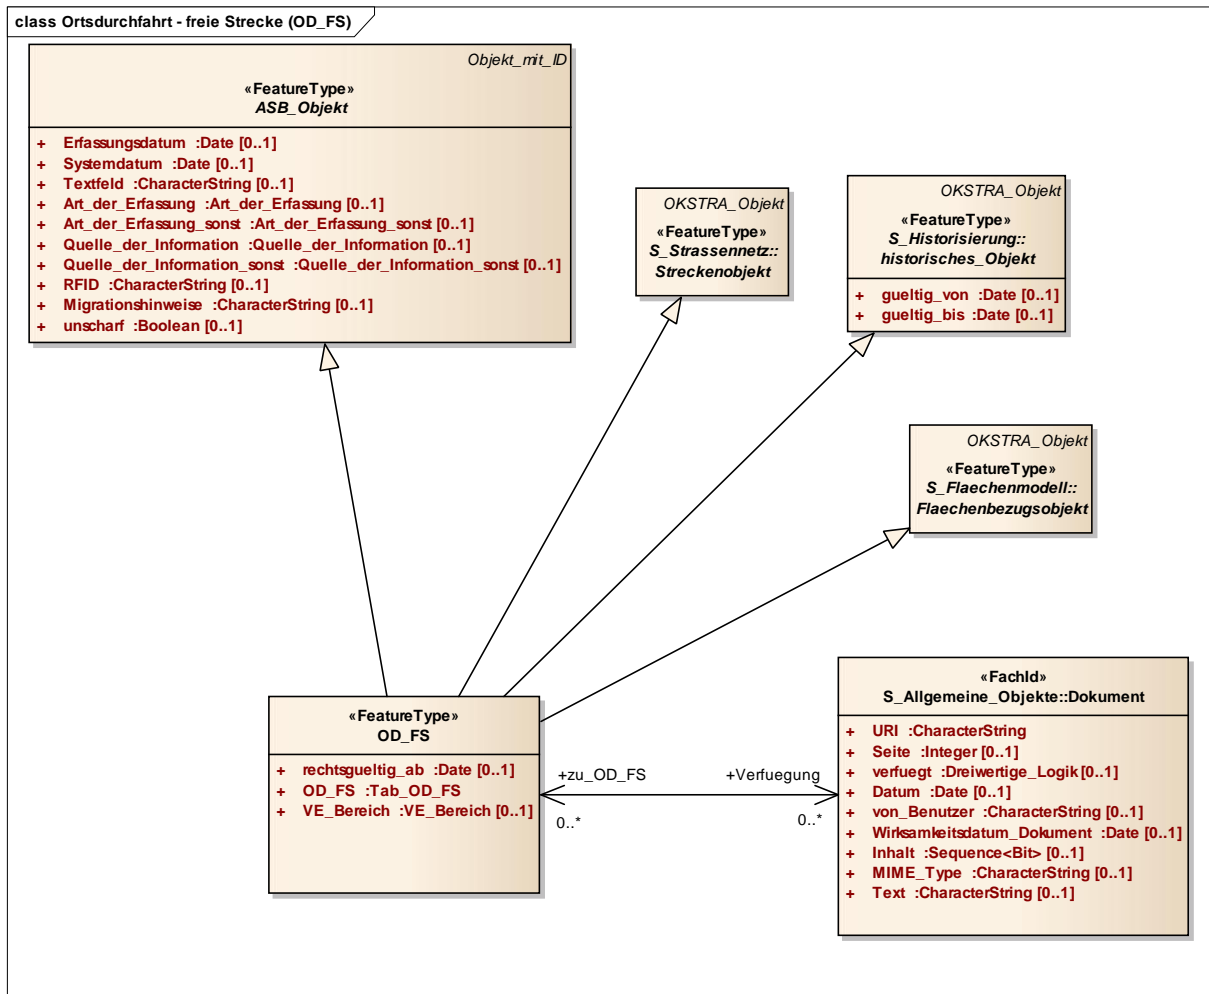 class Ortsdurchfahrt - freie Strecke (OD_FS)
Objekt_mit_ID
«FeatureType»
ASB_Objekt
+ Erfassungsdatum :Date [0..1]
+ Systemdatum :Date [0..1]
+ Textfeld :CharacterString [0..1]
+ Art_der_Erfassung :Art_der_Erfassung [0..1]
+ Art_der_Erfassung_sonst :Art_der_Erfassung_sonst [0..1]
+ Quelle_der_Information :Quelle_der_Information [0..1]
+ Quelle_der_Information_sonst :Quelle_der_Information_sonst [0..1]
+ RFID :CharacterString [0..1]
+ Migrationshinweise :CharacterString [0..1]
+ unscharf :Boolean [0..1]
OKSTRA_Objekt
«FeatureType»
S_Strassennetz::
Streckenobjekt
OKSTRA_Objekt
«FeatureType»
S_Historisierung::
historisches_Objekt
+ gueltig_von :Date [0..1]
+ gueltig_bis :Date [0..1]
OKSTRA_Objekt
«FeatureType»
S_Flaechenmodell::
Flaechenbezugsobjekt
«FeatureType»
OD_FS
+ rechtsgueltig_ab :Date [0..1]
+ OD_FS :Tab_OD_FS
+ VE_Bereich :VE_Bereich [0..1]
+zu_OD_FS
0..*
+Verfuegung
0..*
«FachId»
S_Allgemeine_Objekte::Dokument
+ URI :CharacterString
+ Seite :Integer [0..1]
+ verfuegt :Dreiwertige_Logik [0..1]
+ Datum :Date [0..1]
+ von_Benutzer :CharacterString [0..1]
+ Wirksamkeitsdatum_Dokument :Date [0..1]
+ Inhalt :Sequence<Bit> [0..1]
+ MIME_Type :CharacterString [0..1]
+ Text :CharacterString [0..1]